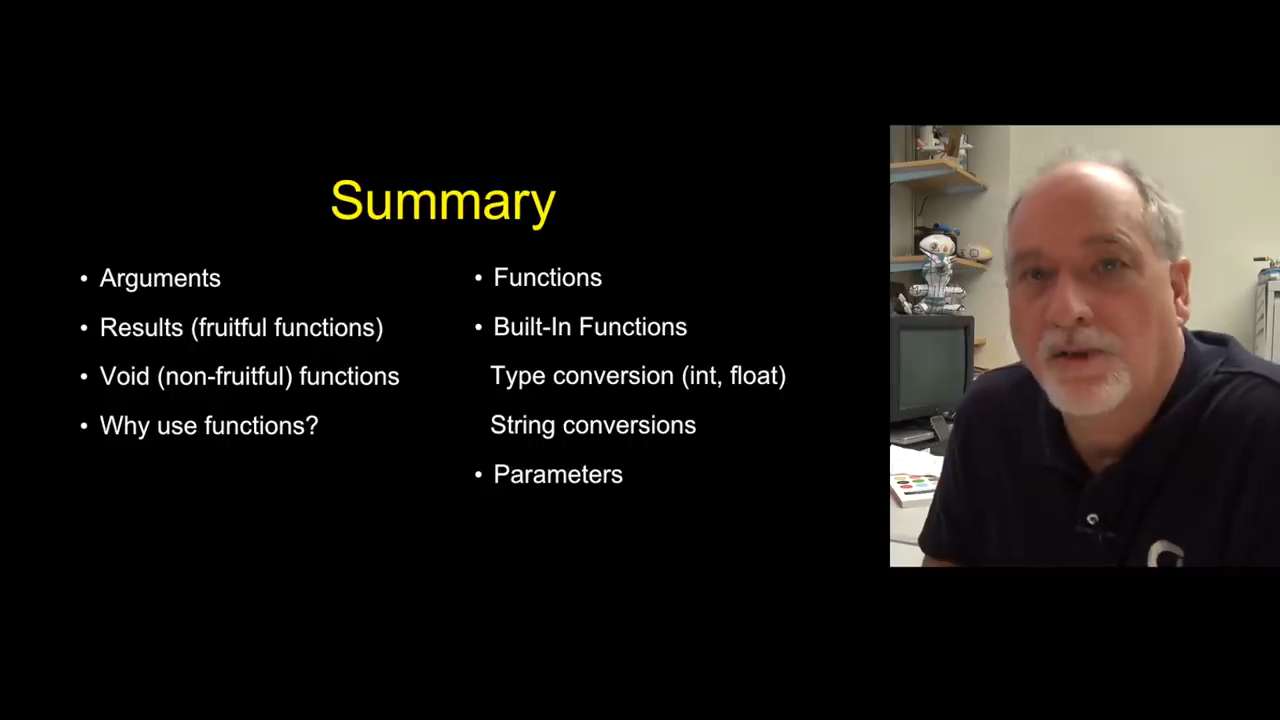 Summary
• Arguments
• Results (fruitful functions)
• Void (non-fruitful) functions
• Why use functions?
• Functions
• Built-In Functions
Type conversion (int, float)
String conversions
• Parameters